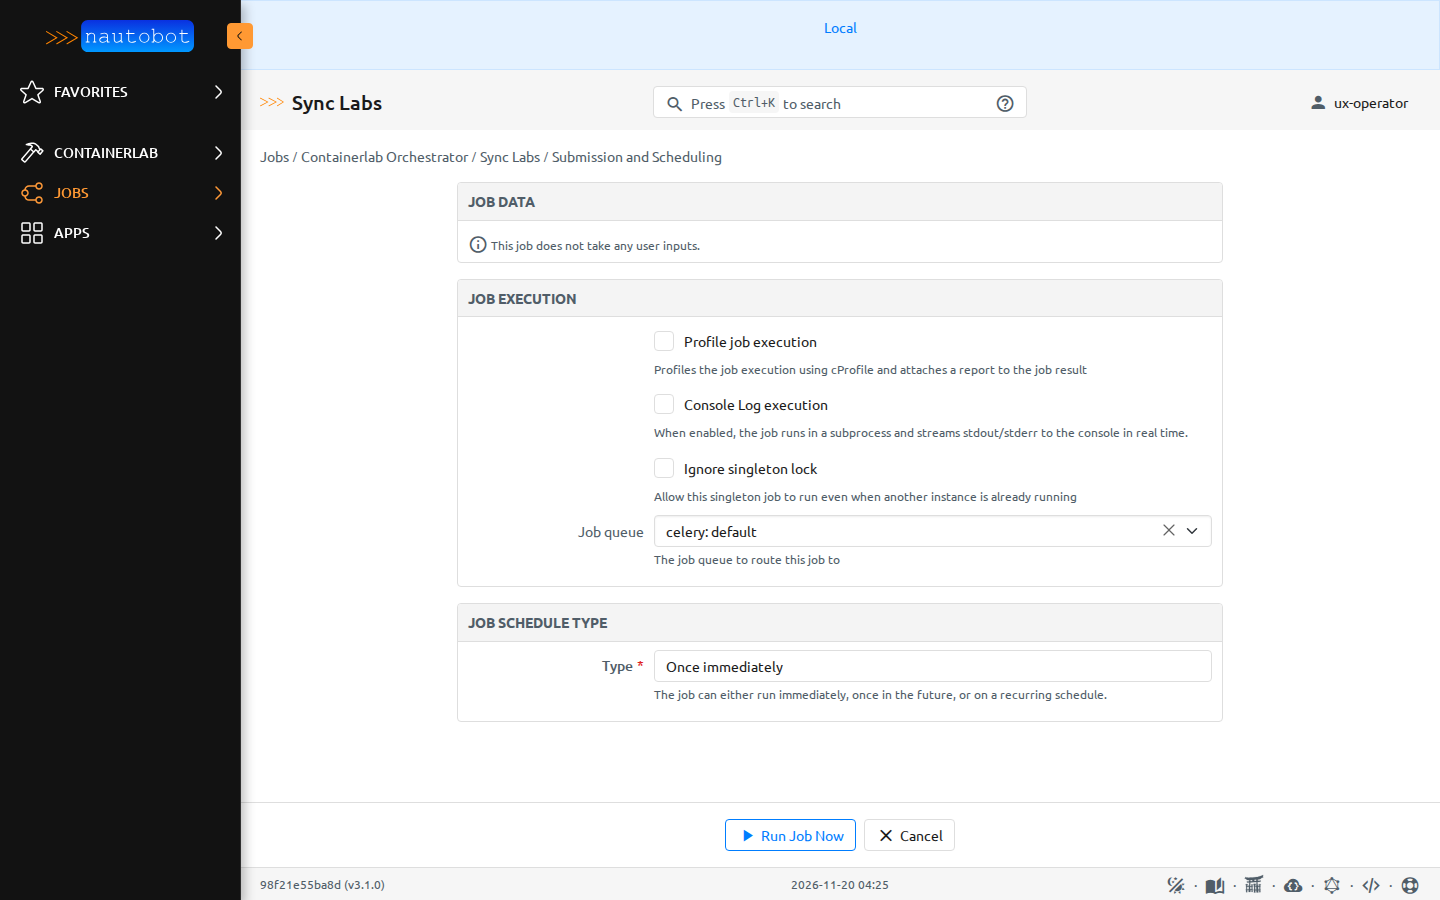 Local
>>> nautobot
FAVORITES
CONTAINERLAB
JOBS
APPS
Sync Labs
Press Ctrl+K to search
ux-operator
Jobs / Containerlab Orchestrator / Sync Labs / Submission and Scheduling
JOB DATA
This job does not take any user inputs.
JOB EXECUTION
Profile job execution
Profiles the job execution using cProfile and attaches a report to the job result
Console Log execution
When enabled, the job runs in a subprocess and streams stdout/stderr to the console in real time.
Ignore singleton lock
Allow this singleton job to run even when another instance is already running
Job queue
celery: default
The job queue to route this job to
JOB SCHEDULE TYPE
Type *
Once immediately
The job can either run immediately, once in the future, or on a recurring schedule.
Run Job Now
Cancel
98f21e55ba8d (v3.1.0)
2026-11-20 04:25